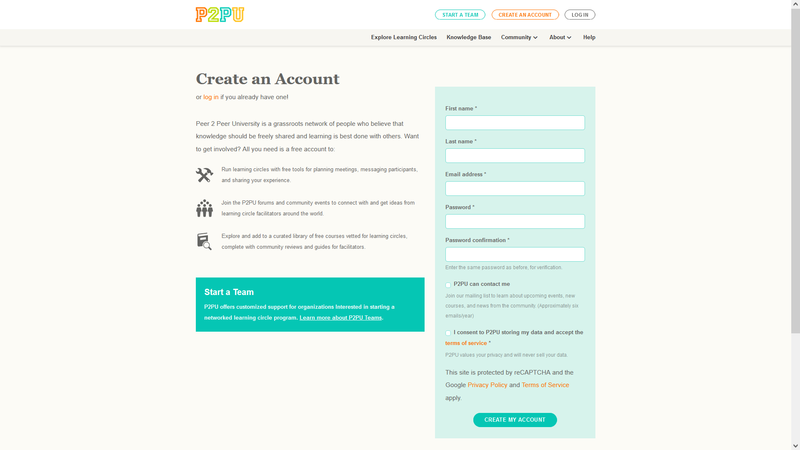 P2PU
START A TEAM
CREATE AN ACCOUNT
LOG IN
Explore Learning Circles
Knowledge Base
Community
About
Help
Create an Account
or log in if you already have one!
Peer 2 Peer University is a grassroots network of people who believe that
knowledge should be freely shared and learning is best done with others. Want
to get involved? All you need is a free account to:
Run learning circles with free tools for planning meetings, messaging participants,
and sharing your experience.
Join the P2PU forums and community events to connect with and get ideas from
learning circle facilitators around the world.
Explore and add to a curated library of free courses vetted for learning circles,
complete with community reviews and guides for facilitators.
Start a Team
P2PU offers customized support for organizations interested in starting a
networked learning circle program. Learn more about P2PU Teams.
First name *
Last name *
Email address *
Password *
Password confirmation *
Enter the same password as before, for verification.
P2PU can contact me
Join our mailing list to learn about upcoming events, new
courses, and news from the community. (Approximately six
emails/year)
I consent to P2PU storing my data and accept the
terms of service *
P2PU values your privacy and will never sell your data.
This site is protected by reCAPTCHA and the
Google Privacy Policy and Terms of Service
apply.
CREATE MY ACCOUNT